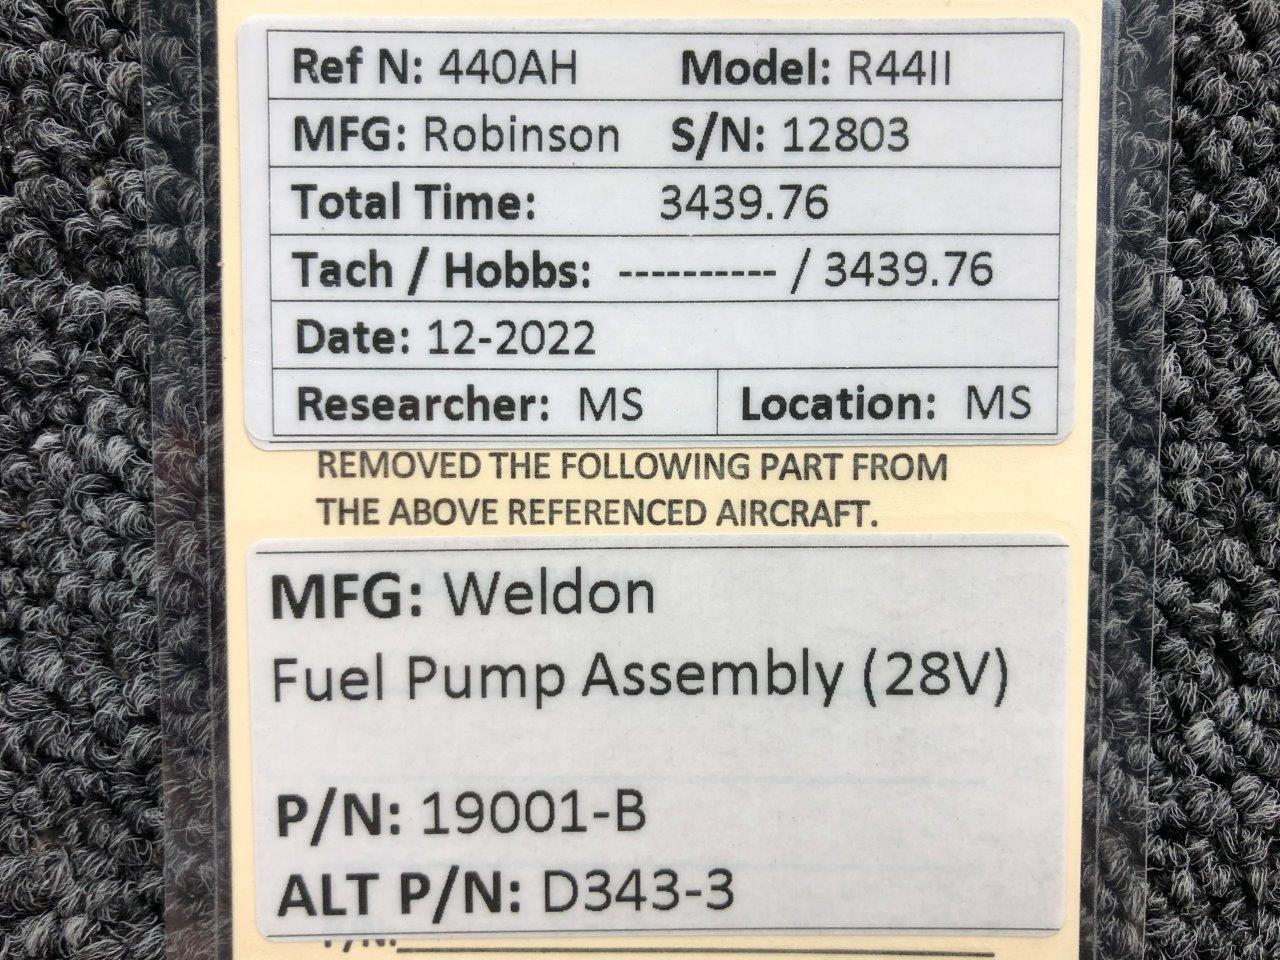 Ref N: 440AH Model: R44II
MFG: Robinson S/N: 12803
Total Time: 3439.76
Tach / Hobbs: ---------- / 3439.76
Date: 12-2022
Researcher: MS Location: MS
REMOVED THE FOLLOWING PART FROM
THE ABOVE REFERENCED AIRCRAFT.
MFG: Weldon
Fuel Pump Assembly (28V)
P/N: 19001-B
ALT P/N: D343-3